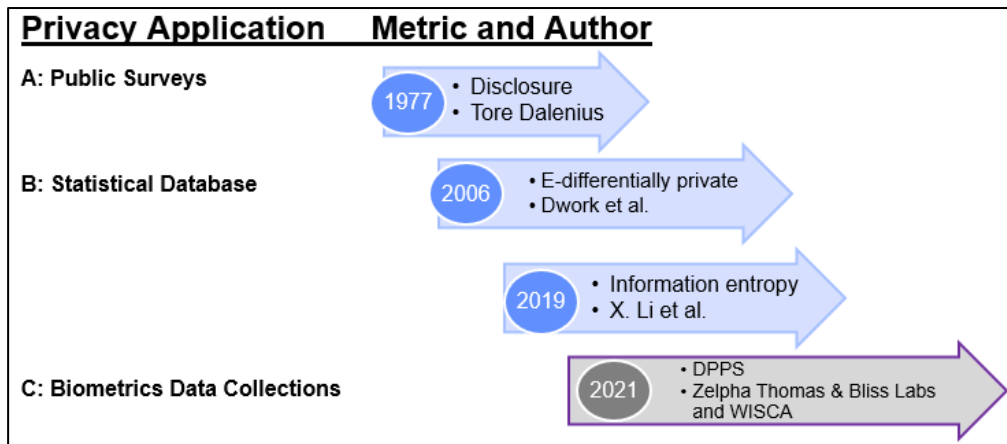 Privacy Application Metric and Author
A: Public Surveys
1977
• Disclosure
• Tore Dalenius
B: Statistical Database
2006
• E-differentially private
• Dwork et al.
2019
• Information entropy
• X. Li et al.
C: Biometrics Data Collections
2021
• DPPS
• Zelpha Thomas & Bliss Labs
and WISCA